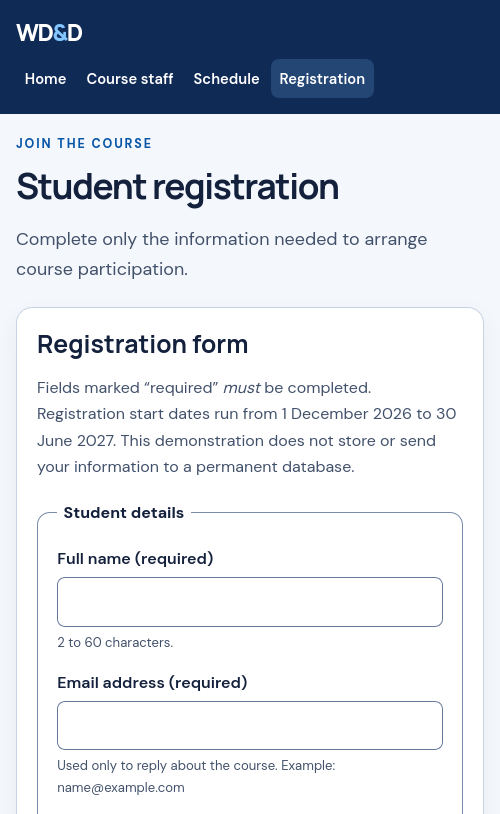 WD&D
Home Course staff Schedule Registration
JOIN THE COURSE
Student registration
Complete only the information needed to arrange
course participation.
Registration form
Fields marked “required” must be completed.
Registration start dates run from 1 December 2026 to 30
June 2027. This demonstration does not store or send
your information to a permanent database.
Student details
Full name (required)
2 to 60 characters.
Email address (required)
Used only to reply about the course. Example:
name@example.com